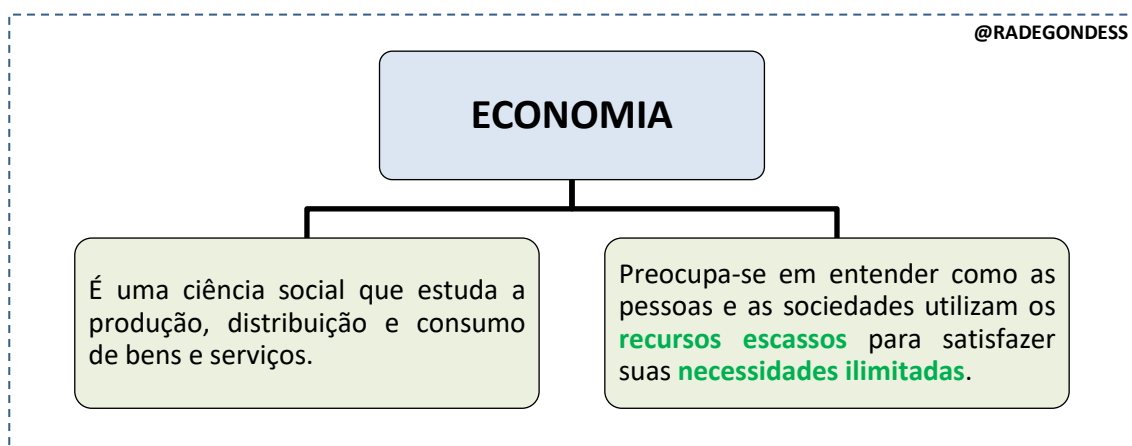 @RADEGONDESS
ECONOMIA
É uma ciência social que estuda a
produção, distribuição e consumo
de bens e serviços.
Preocupa-se em entender como as
pessoas e as sociedades utilizam os
recursos escassos para satisfazer
suas necessidades ilimitadas.